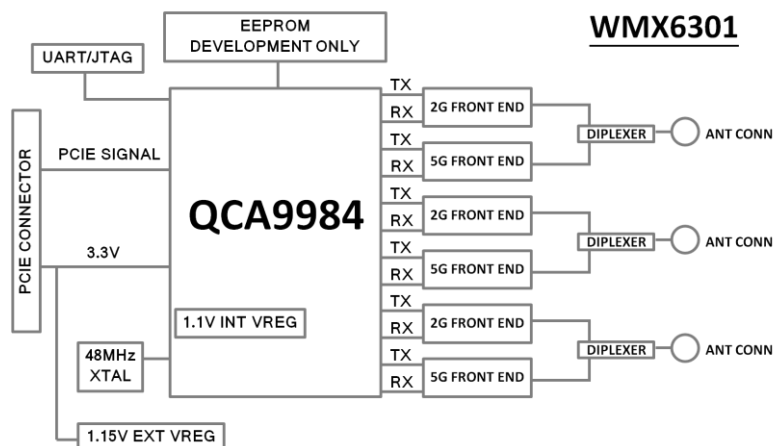 EEPROM
DEVELOPMENT ONLY
WMX6301
UART/JTAG
PCIE CONNECTOR
PCIE SIGNAL
3.3V
QCA9984
1.1V INT VREG
48MHz
XTAL
1.15V EXT VREG
TX
RX
2G FRONT END
TX
RX
5G FRONT END
DIPLEXER
ANT CONN
TX
RX
2G FRONT END
TX
RX
5G FRONT END
DIPLEXER
ANT CONN
TX
RX
2G FRONT END
TX
RX
5G FRONT END
DIPLEXER
ANT CONN